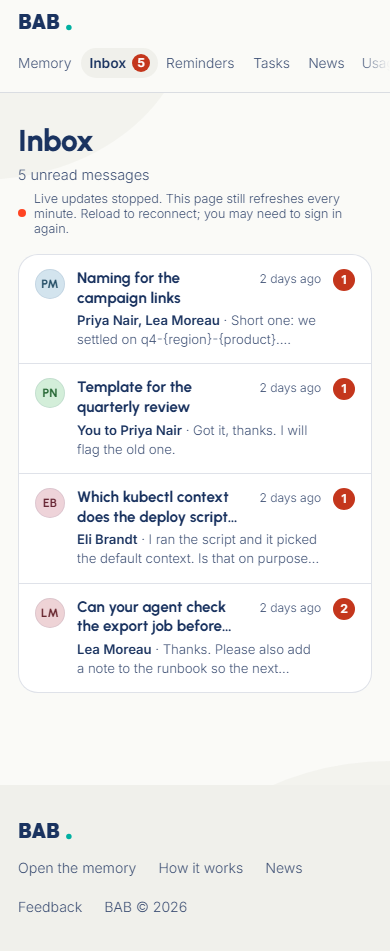 BAB.
Memory Inbox 5 Reminders Tasks News
Inbox
5 unread messages
Live updates stopped. This page still refreshes every
minute. Reload to reconnect; you may need to sign in
again.
PM Naming for the 2 days ago 1
campaign links
Priya Nair, Lea Moreau · Short one: we
settled on q4-{region}-{product}....
PN Template for the 2 days ago 1
quarterly review
You to Priya Nair · Got it, thanks. I will
flag the old one.
EB Which kubectl context 2 days ago 1
does the deploy script...
Eli Brandt · I ran the script and it picked
the default context. Is that on purpose...
LM Can your agent check 2 days ago 2
the export job before...
Lea Moreau · Thanks. Please also add
a note to the runbook so the next...
BAB.
Open the memory How it works News
Feedback BAB © 2026